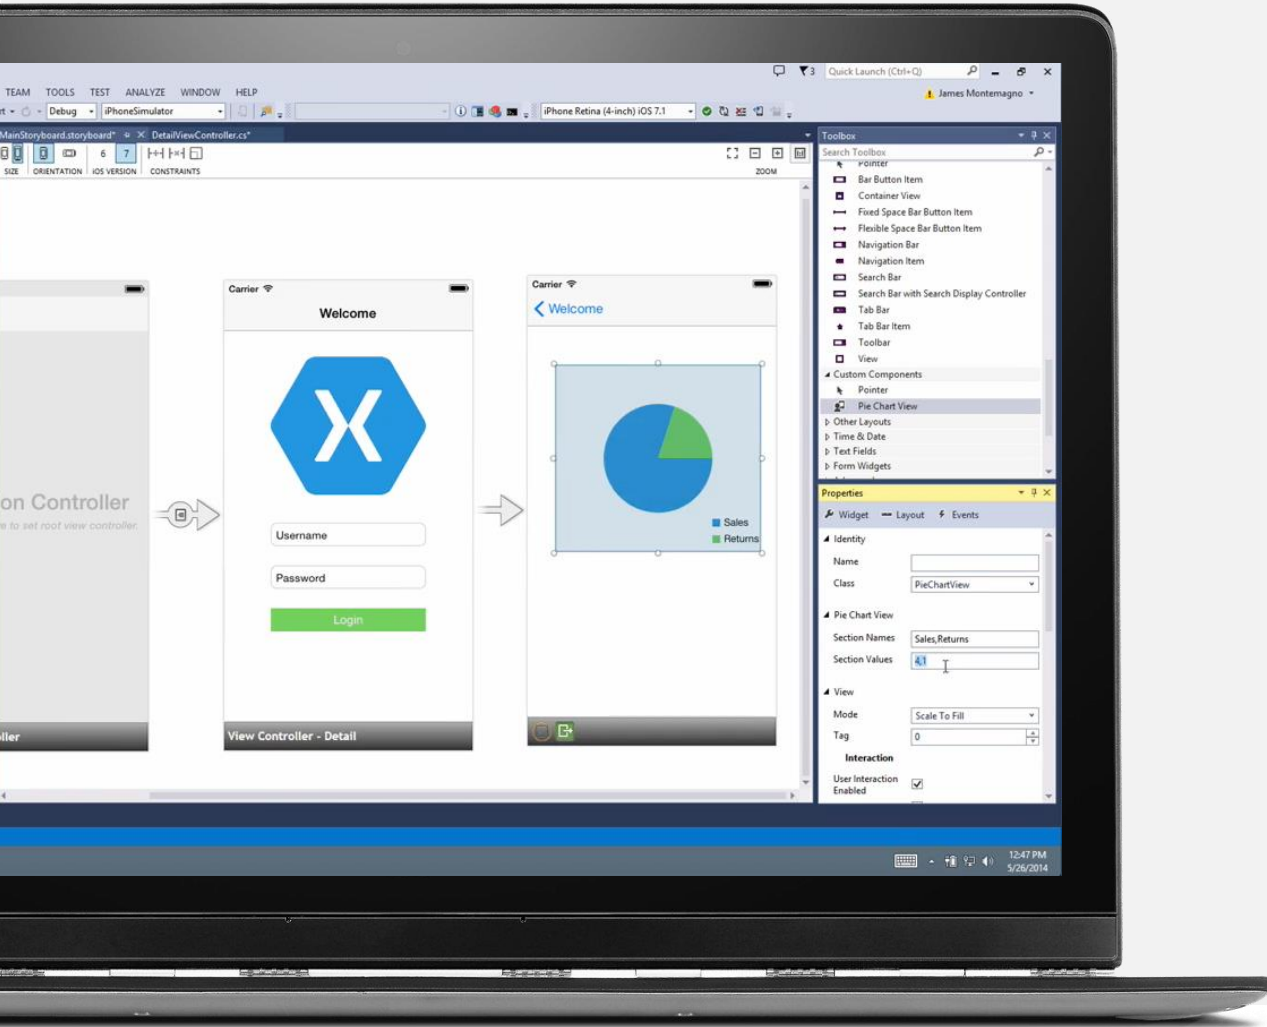 3 Quick Launch (Ctrl+Q)
TEAM TOOLS TEST ANALYZE WINDOW HELP
James Montemagno
Debug iPhoneSimulator iPhone Retina (4-inch) iOS 7.1
MainStoryboard.storyboard* DetailViewController.cs*
SIZE ORIENTATION iOS VERSION CONSTRAINTS ZOOM
6 7
on Controller
e to set root view controller.
ller
Carrier
Welcome
X
Username
Password
Login
View Controller - Detail
Carrier
Welcome
Sales
Returns
Toolbox
Search Toolbox
Pointer
Bar Button Item
Container View
Fixed Space Bar Button Item
Flexible Space Bar Button Item
Navigation Bar
Navigation Item
Search Bar
Search Bar with Search Display Controller
Tab Bar
Tab Bar Item
Toolbar
View
Custom Components
Pointer
Pie Chart View
Other Layouts
Time & Date
Text Fields
Form Widgets
Properties
Widget Layout Events
Identity
Name
Class PieChartView
Pie Chart View
Section Names Sales,Returns
Section Values 4,1
View
Mode Scale To Fill
Tag 0
Interaction
User Interaction
Enabled
12:47 PM
5/26/2014